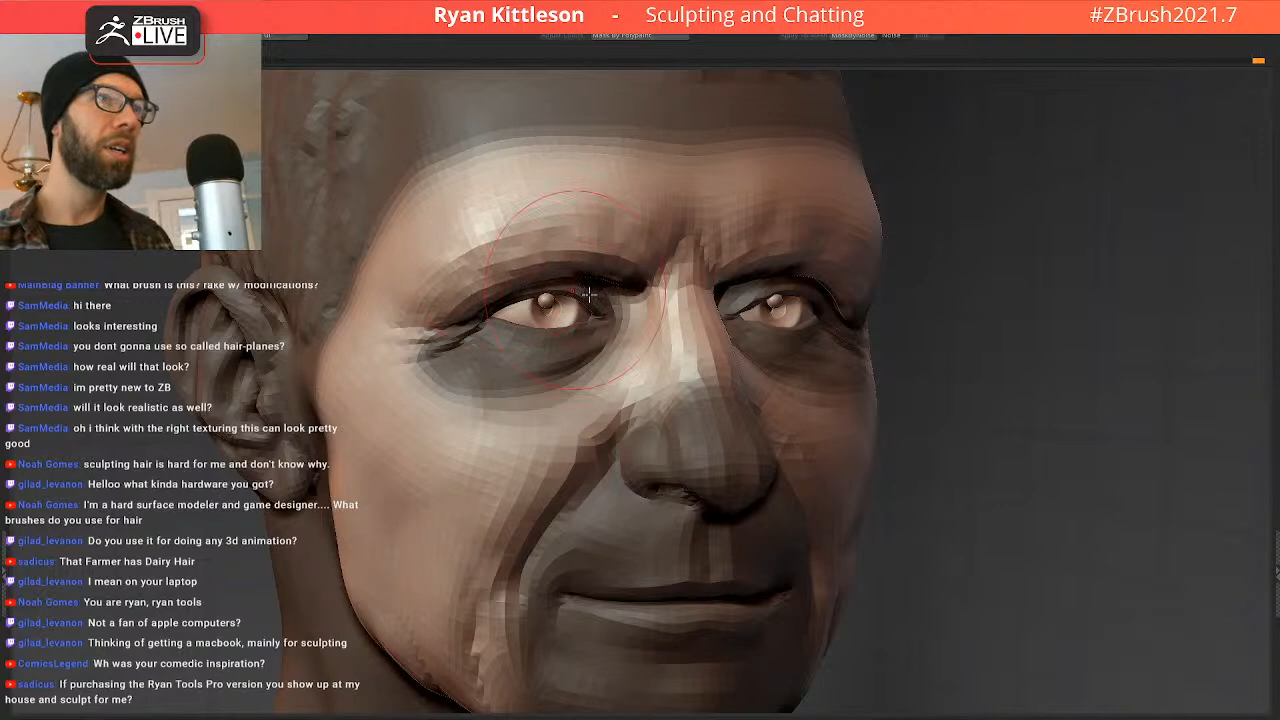 Ryan Kittleson - Sculpting and Chatting #ZBrush2021.7
ZBRUSH
LIVE
Mask By Polypaint
MaskByNoise Noise
MainBlag Banner What brush is this? rake w/ modifications?
SamMedia hi there
SamMedia looks interesting
SamMedia you dont gonna use so called hair-planes?
SamMedia how real will that look?
SamMedia im pretty new to ZB
SamMedia will it look realistic as well?
SamMedia oh i think with the right texturing this can look pretty
good
Noah Gomes: sculpting hair is hard for me and don't know why.
gilad_levanon Helloo what kinda hardware you got?
Noah Gomes: I'm a hard surface modeler and game designer.... What
brushes do you use for hair
gilad_levanon Do you use it for doing any 3d animation?
sadicus: That Farmer has Dairy Hair
gilad_levanon I mean on your laptop
Noah Gomes: You are ryan, ryan tools
gilad_levanon Not a fan of apple computers?
gilad_levanon Thinking of getting a macbook, mainly for sculpting
ComicsLegend Wh was your comedic inspiration?
sadicus: If purchasing the Ryan Tools Pro version you show up at my
house and sculpt for me?